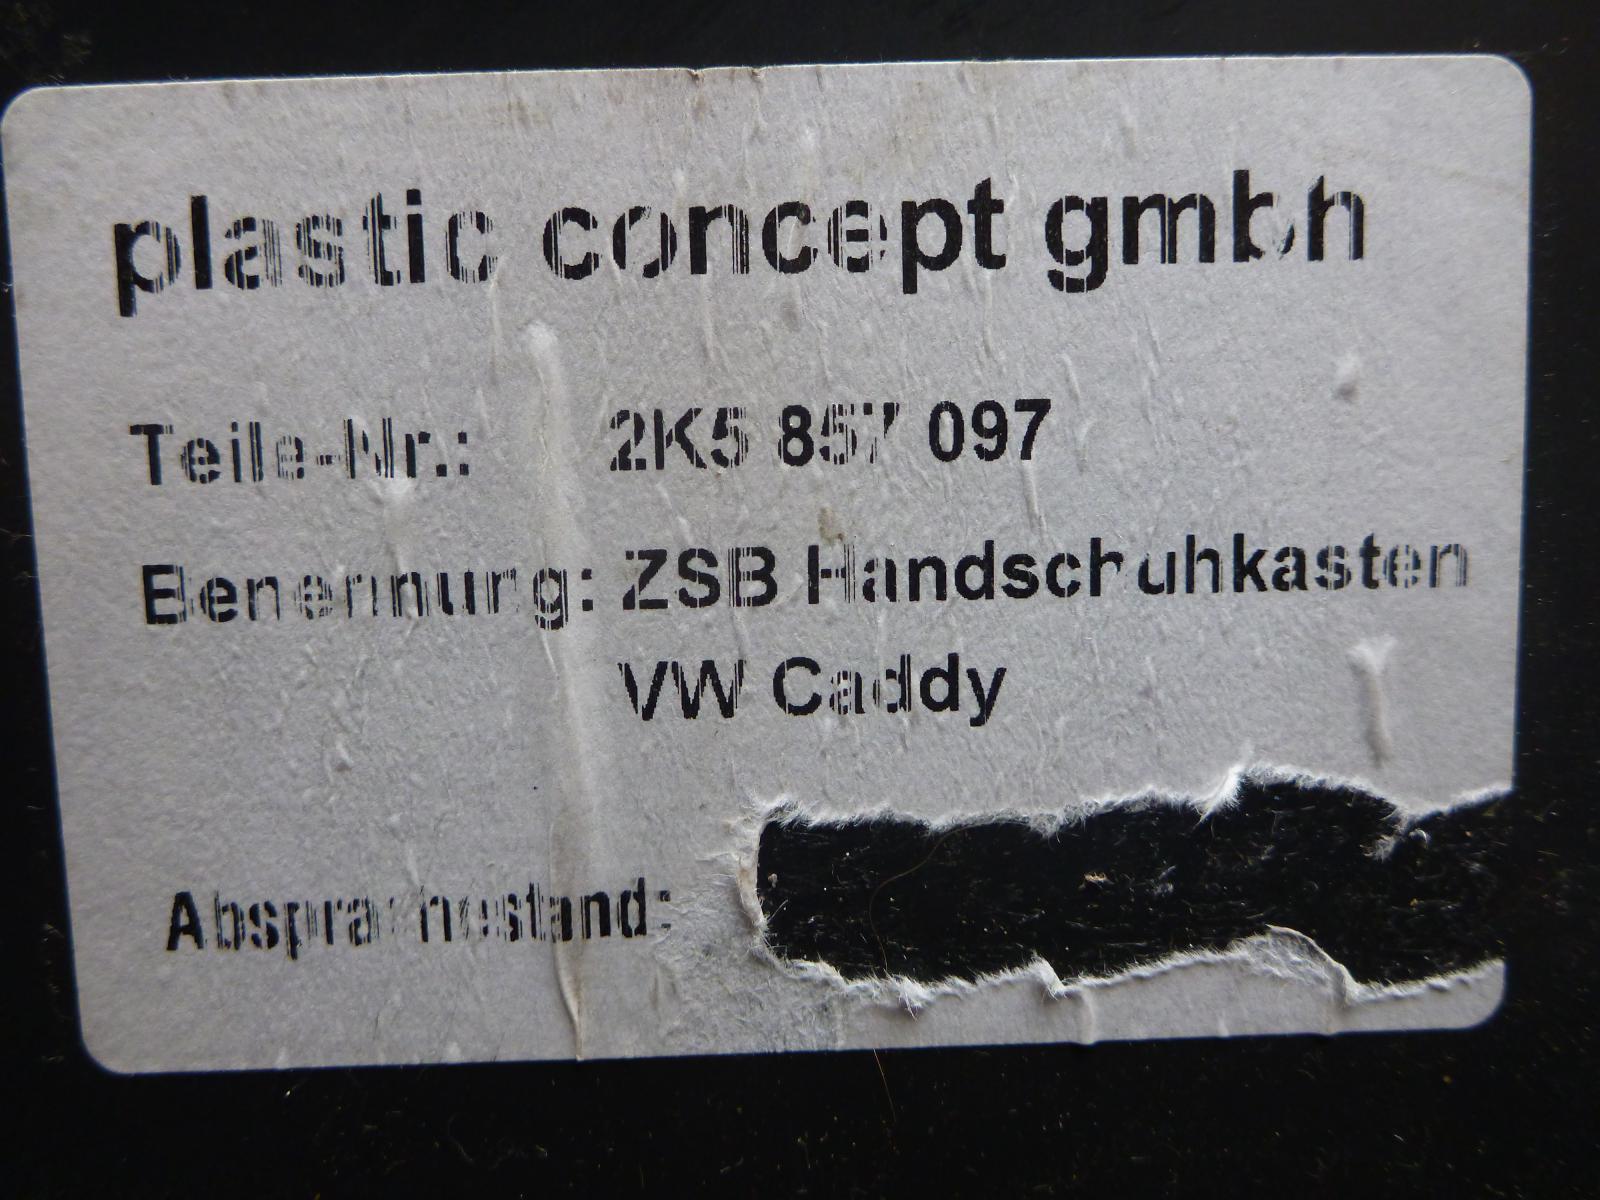 plastic concept gmbh
Teile-Nr.: 2K5 857 097
Benennung: ZSB Handschuhkasten
VW Caddy
Absprachestand: